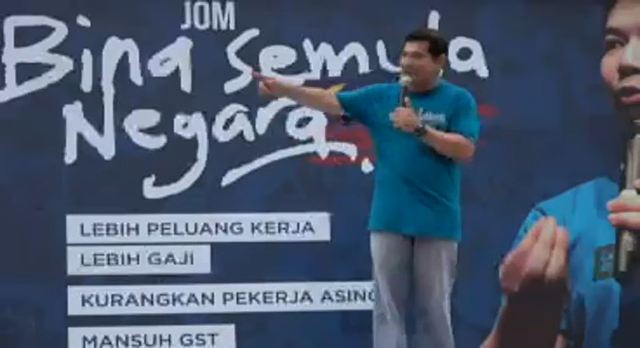 JOM
Bina semula
Negara
LEBIH PELUANG KERJA
LEBIH GAJI
KURANGKAN PEKERJA ASING
MANSUH GST